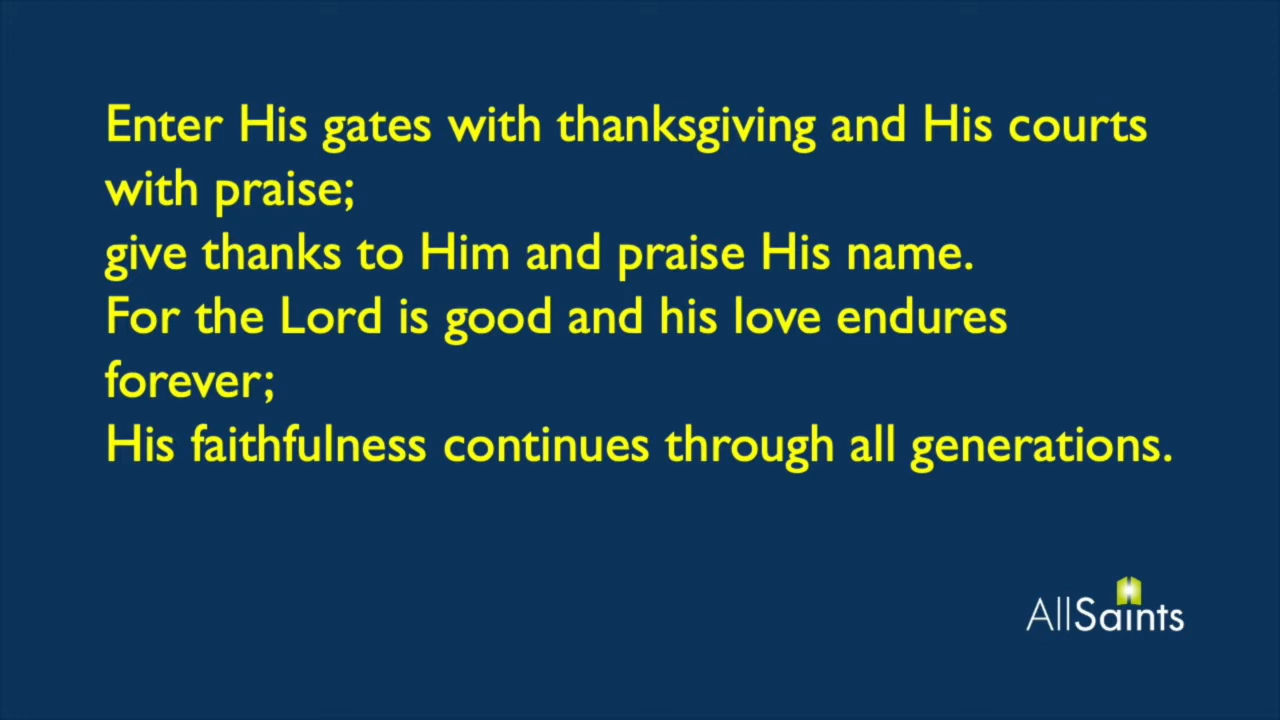 Enter His gates with thanksgiving and His courts
with praise;
give thanks to Him and praise His name.
For the Lord is good and his love endures
forever;
His faithfulness continues through all generations.
AllSaints